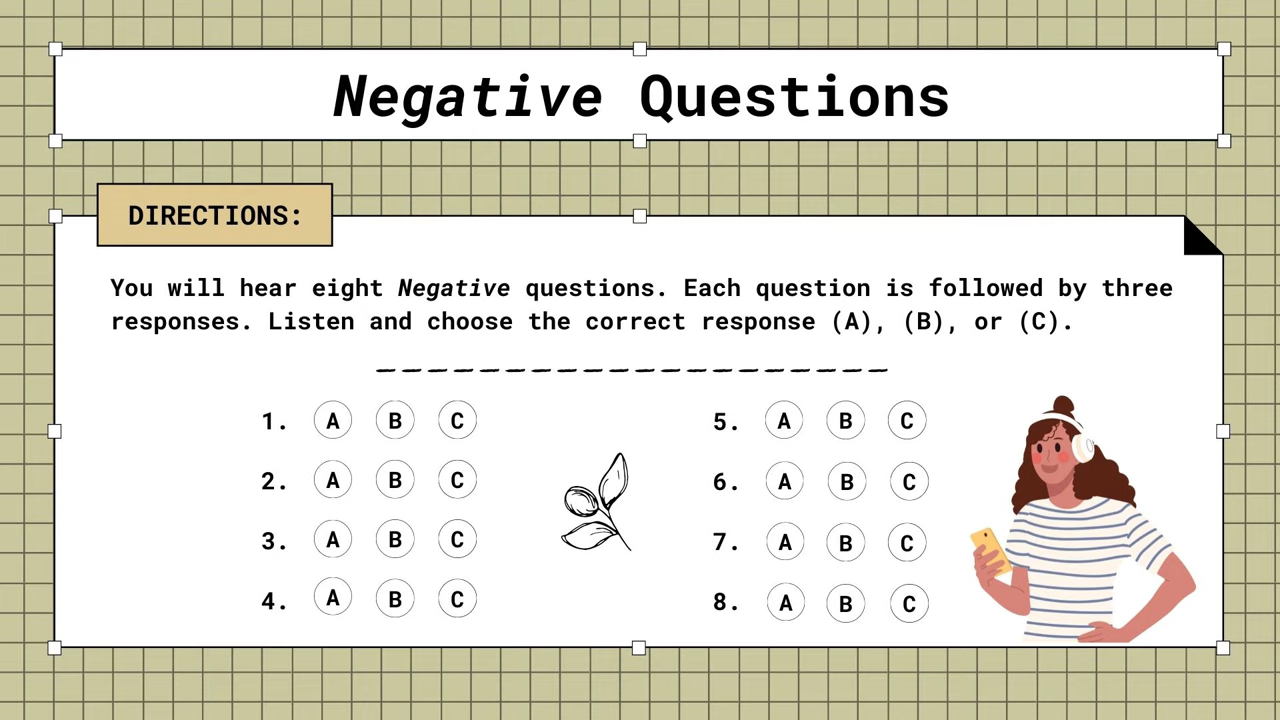 Negative Questions
DIRECTIONS:
You will hear eight Negative questions. Each question is followed by three
responses. Listen and choose the correct response (A), (B), or (C).
1. A B C
2. A B C
3. A B C
4. A B C
5. A B C
6. A B C
7. A B C
8. A B C